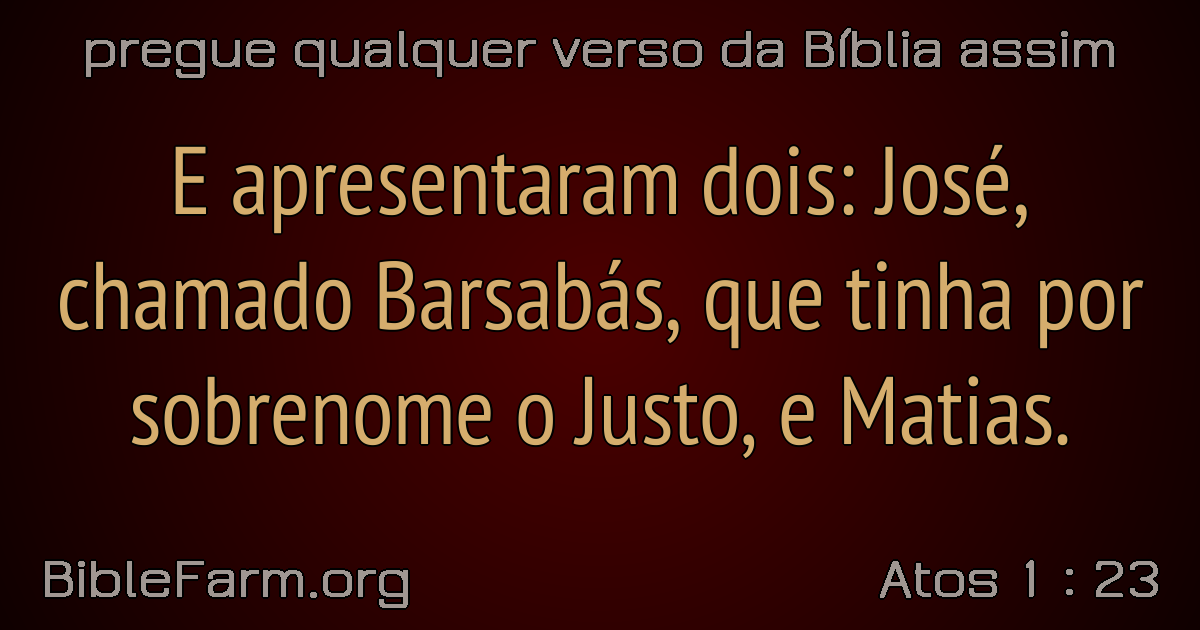 pregue qualquer verso da Bíblia assim
E apresentaram dois: José,
chamado Barsabás, que tinha por
sobrenome o Justo, e Matias.
BibleFarm.org
Atos 1 : 23